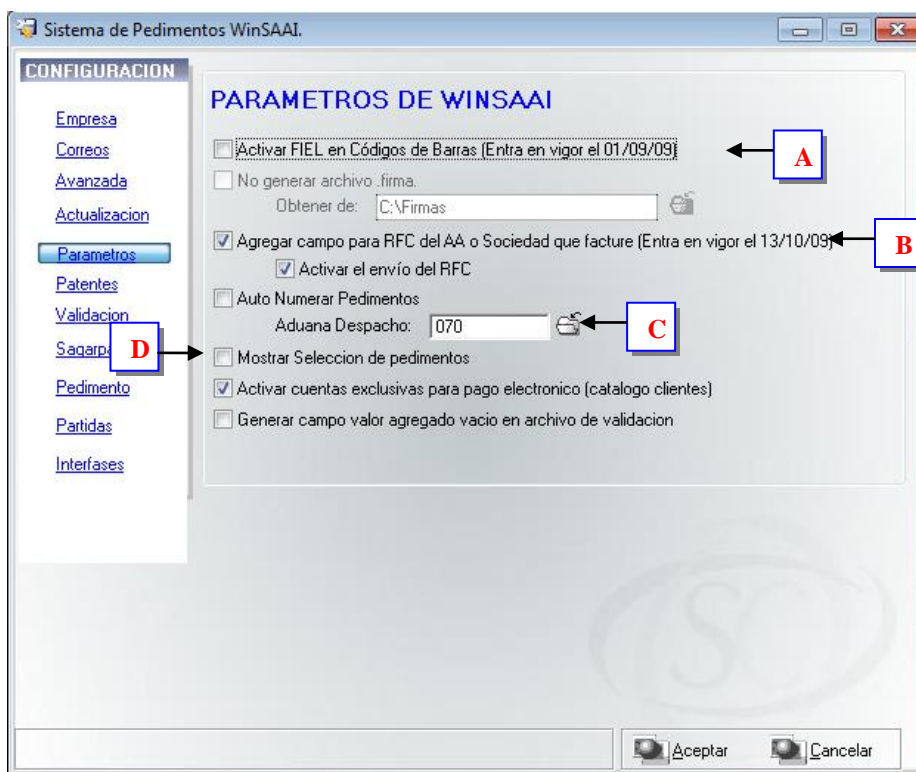 Sistema de Pedimentos WinSAAI.
CONFIGURACION
Empresa
Correos
Avanzada
Actualizacion
Parametros
Patentes
Validacion
Sagarpa
Pedimento
Partidas
Interfases
PARAMETROS DE WINSAAI
Activar FIEL en Códigos de Barras (Entra en vigor el 01/09/09)
A
No generar archivo .firma.
Obtener de: C:\Firmas
Agregar campo para RFC del AA o Sociedad que facture (Entra en vigor el 13/10/09)
B
Activar el envío del RFC
Auto Numerar Pedimentos
Aduana Despacho: 070
C
D
Mostrar Seleccion de pedimentos
Activar cuentas exclusivas para pago electronico (catalogo clientes)
Generar campo valor agregado vacio en archivo de validacion
SC
Aceptar
Cancelar